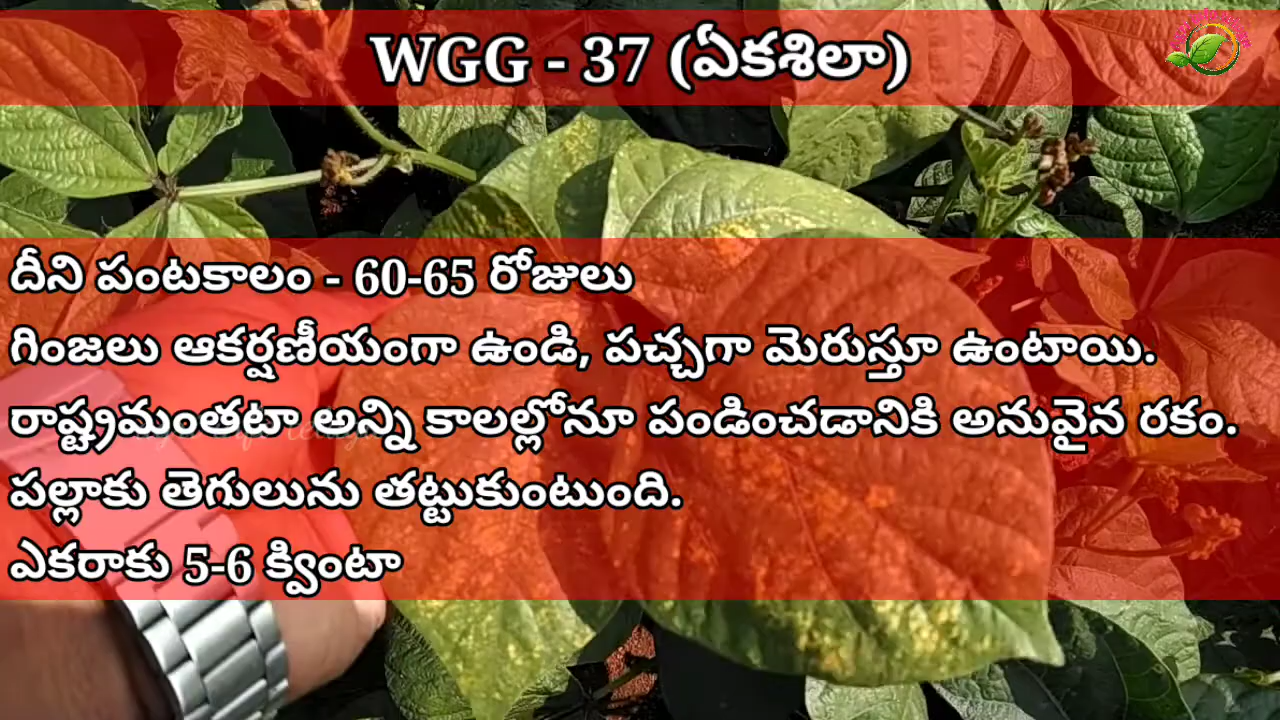 WGG - 37 (ఏకశిలా)
దీని పంటకాలం - 60-65 రోజులు
గింజలు ఆకర్షణీయంగా ఉండి, పచ్చగా మెరుస్తూ ఉంటాయి.
రాష్ట్రమంతటా అన్ని కాలల్లోనూ పండించడానికి అనువైన రకం.
పల్లాకు తెగులును తట్టుకుంటుంది.
ఎకరాకు 5-6 క్వింటా